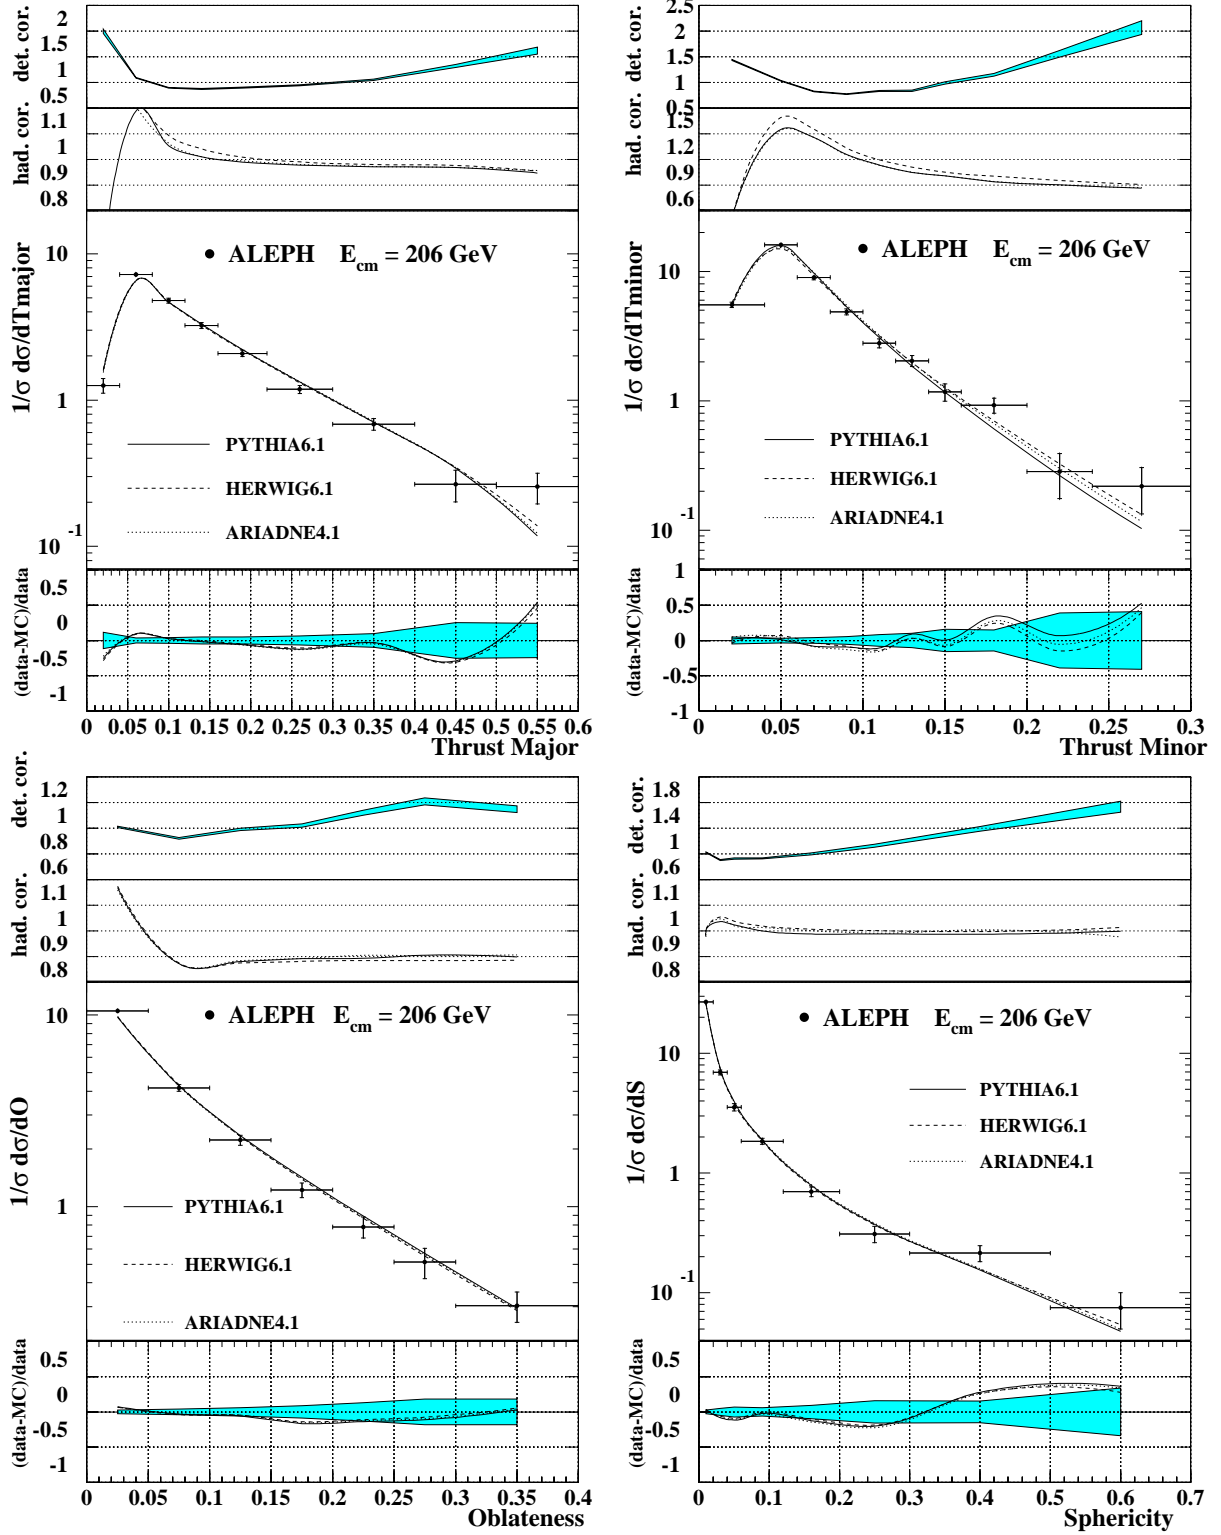 det. cor.
2
1.5
1
0.5
had. cor.
1.1
1
0.9
0.8
1/σ dσ/dTmajor
10
1
10 -1
● ALEPH E_cm = 206 GeV
PYTHIA6.1
HERWIG6.1
ARIADNE4.1
(data-MC)/data
0.5
0
-0.5
-1
0 0.05 0.1 0.15 0.2 0.25 0.3 0.35 0.4 0.45 0.5 0.55 0.6
Thrust Major
det. cor.
2.5
2
1.5
1
0.5
had. cor.
1.5
1.2
0.9
0.6
1/σ dσ/dTminor
10
1
10 -1
● ALEPH E_cm = 206 GeV
PYTHIA6.1
HERWIG6.1
ARIADNE4.1
(data-MC)/data
1
0.5
0
-0.5
-1
0 0.05 0.1 0.15 0.2 0.25 0.3
Thrust Minor
det. cor.
1.2
1
0.8
0.6
had. cor.
1.1
1
0.9
0.8
1/σ dσ/dO
10
1
● ALEPH E_cm = 206 GeV
PYTHIA6.1
HERWIG6.1
ARIADNE4.1
(data-MC)/data
0.5
0
-0.5
-1
0 0.05 0.1 0.15 0.2 0.25 0.3 0.35 0.4
Oblateness
det. cor.
1.8
1.4
1
0.6
had. cor.
1.1
1
0.9
0.8
1/σ dσ/dS
10
1
10 -1
● ALEPH E_cm = 206 GeV
PYTHIA6.1
HERWIG6.1
ARIADNE4.1
(data-MC)/data
0.5
0
-0.5
-1
0 0.1 0.2 0.3 0.4 0.5 0.6 0.7
Sphericity